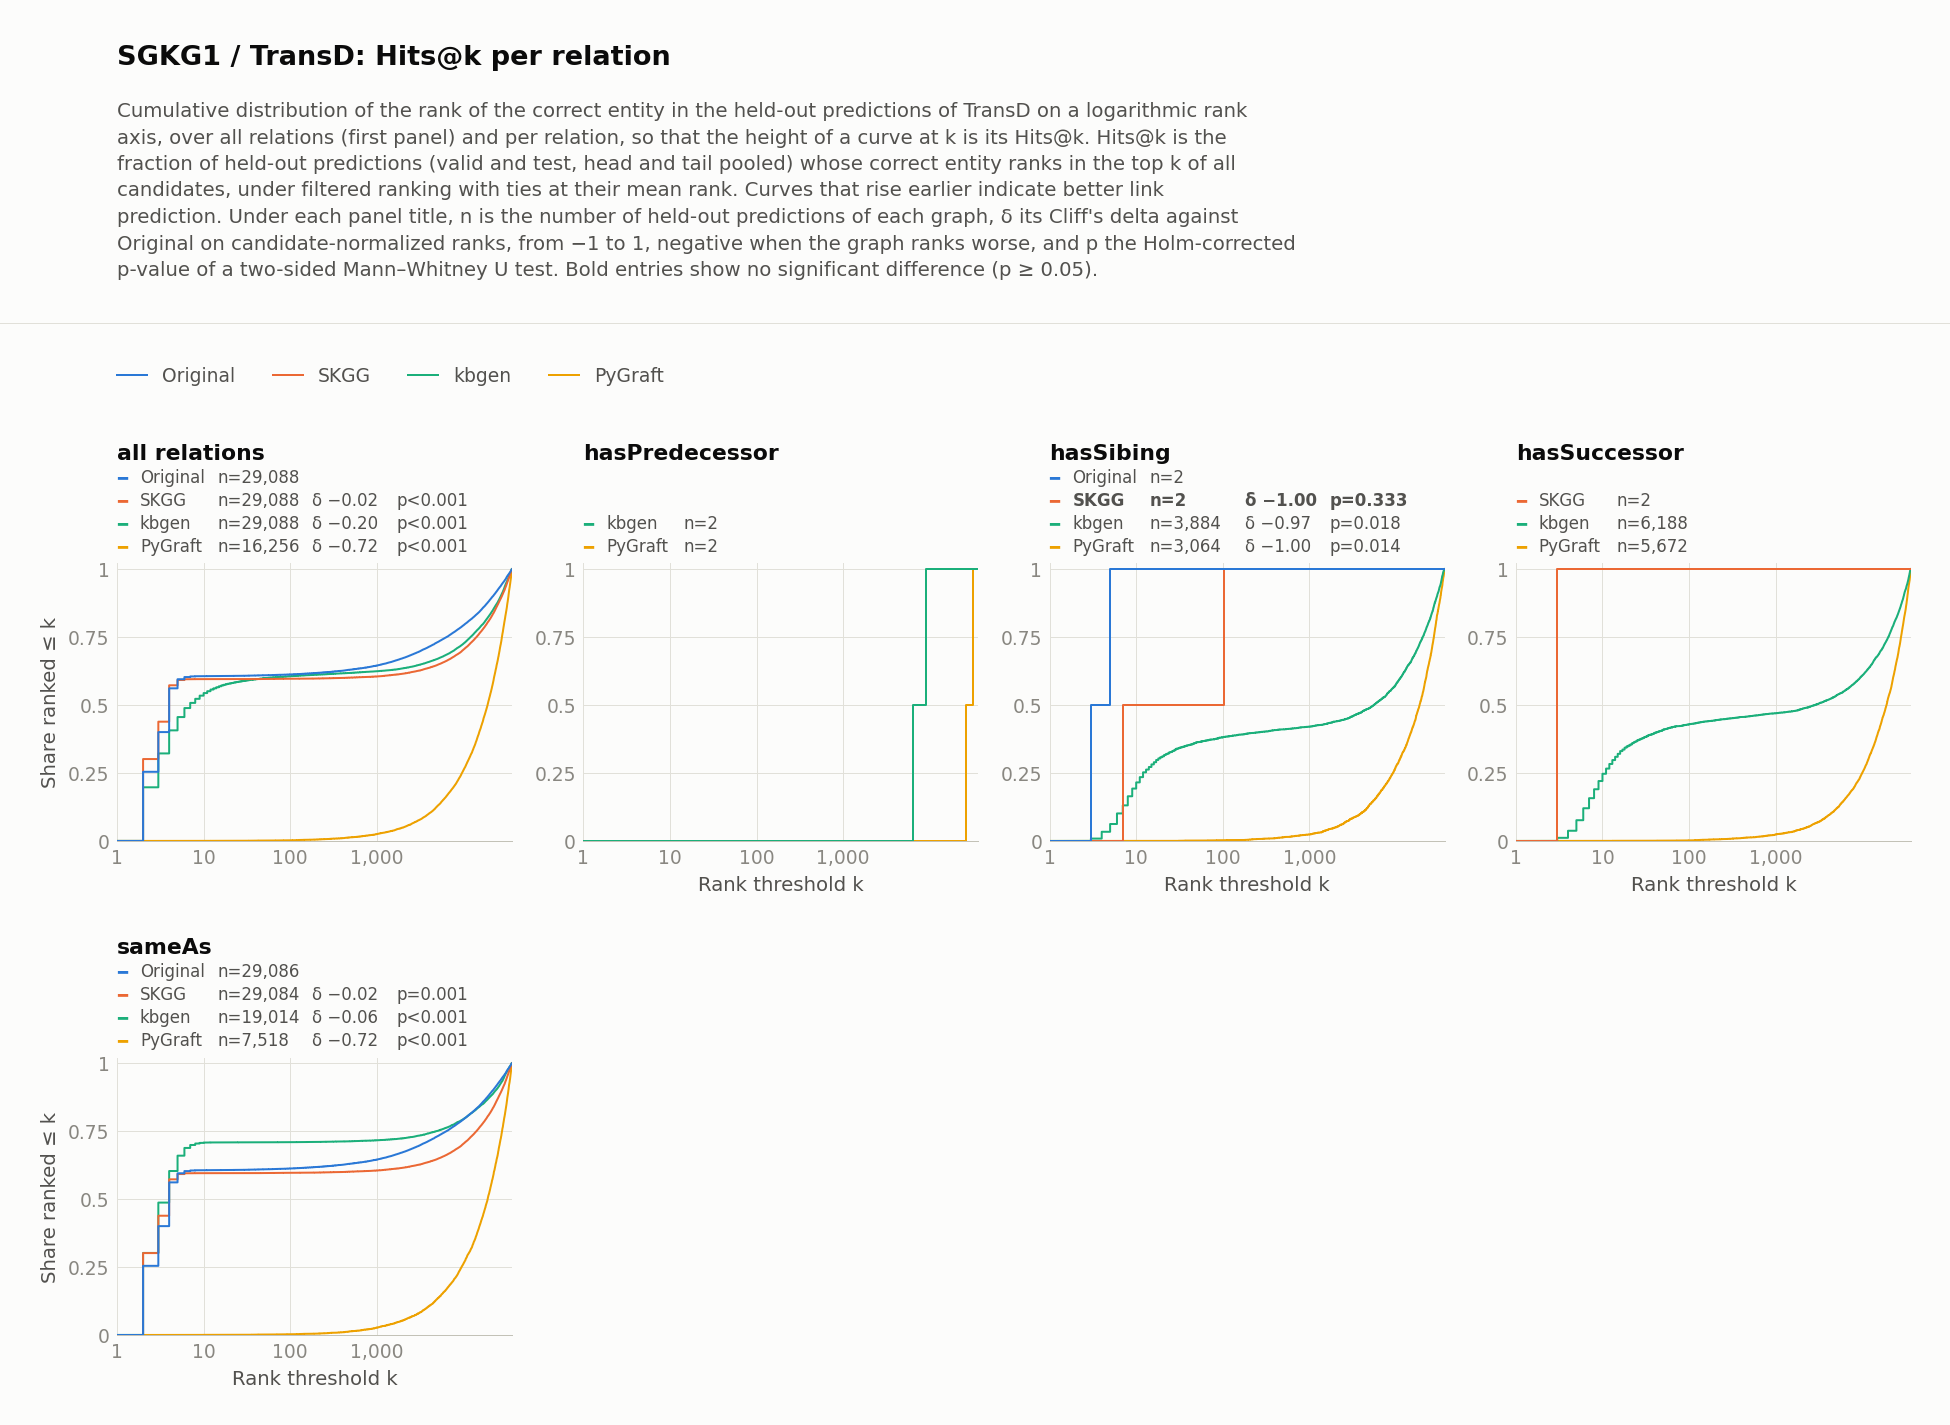 SGKG1 / TransD: Hits@k per relation
Cumulative distribution of the rank of the correct entity in the held-out predictions of TransD on a logarithmic rank
axis, over all relations (first panel) and per relation, so that the height of a curve at k is its Hits@k. Hits@k is the
fraction of held-out predictions (valid and test, head and tail pooled) whose correct entity ranks in the top k of all
candidates, under filtered ranking with ties at their mean rank. Curves that rise earlier indicate better link
prediction. Under each panel title, n is the number of held-out predictions of each graph, δ its Cliff's delta against
Original on candidate-normalized ranks, from −1 to 1, negative when the graph ranks worse, and p the Holm-corrected
p-value of a two-sided Mann–Whitney U test. Bold entries show no significant difference (p ≥ 0.05).
Original SKGG kbgen PyGraft
all relations
Original n=29,088
SKGG n=29,088 δ −0.02 p<0.001
kbgen n=29,088 δ −0.20 p<0.001
PyGraft n=16,256 δ −0.72 p<0.001
1
0.75
0.5
0.25
0
Share ranked ≤ k
1 10 100 1,000
hasPredecessor
kbgen n=2
PyGraft n=2
1
0.75
0.5
0.25
0
1 10 100 1,000
Rank threshold k
hasSibing
Original n=2
SKGG n=2 δ −1.00 p=0.333
kbgen n=3,884 δ −0.97 p=0.018
PyGraft n=3,064 δ −1.00 p=0.014
1
0.75
0.5
0.25
0
1 10 100 1,000
Rank threshold k
hasSuccessor
SKGG n=2
kbgen n=6,188
PyGraft n=5,672
1
0.75
0.5
0.25
0
1 10 100 1,000
Rank threshold k
sameAs
Original n=29,086
SKGG n=29,084 δ −0.02 p=0.001
kbgen n=19,014 δ −0.06 p<0.001
PyGraft n=7,518 δ −0.72 p<0.001
1
0.75
0.5
0.25
0
Share ranked ≤ k
1 10 100 1,000
Rank threshold k